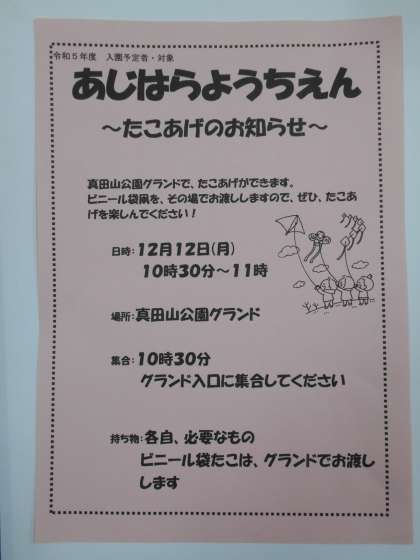 令和5年度　入園予定者・対象
あじはらようちえん
～たこあげのお知らせ～
真田山公園グランドで、たこあげができます。
ビニール袋凧を、その場でお渡ししますので、ぜひ、たこあ
げを楽しんでください！
日時：12月12日(月)
10時30分～11時
場所：真田山公園グランド
集合：10時30分
グランド入口に集合してください
持ち物：各自、必要なもの
ビニール袋たこは、グランドでお渡し
します